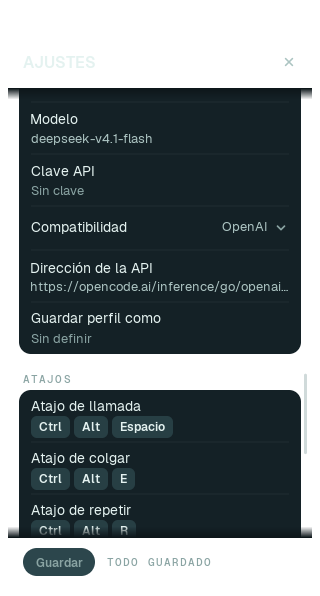 AJUSTES ×
Modelo
deepseek-v4.1-flash
Clave API
Sin clave
Compatibilidad OpenAI
Dirección de la API
https://opencode.ai/inference/go/openai…
Guardar perfil como
Sin definir
ATAJOS
Atajo de llamada
Ctrl Alt Espacio
Atajo de colgar
Ctrl Alt E
Atajo de repetir
Ctrl Alt R
Guardar TODO GUARDADO